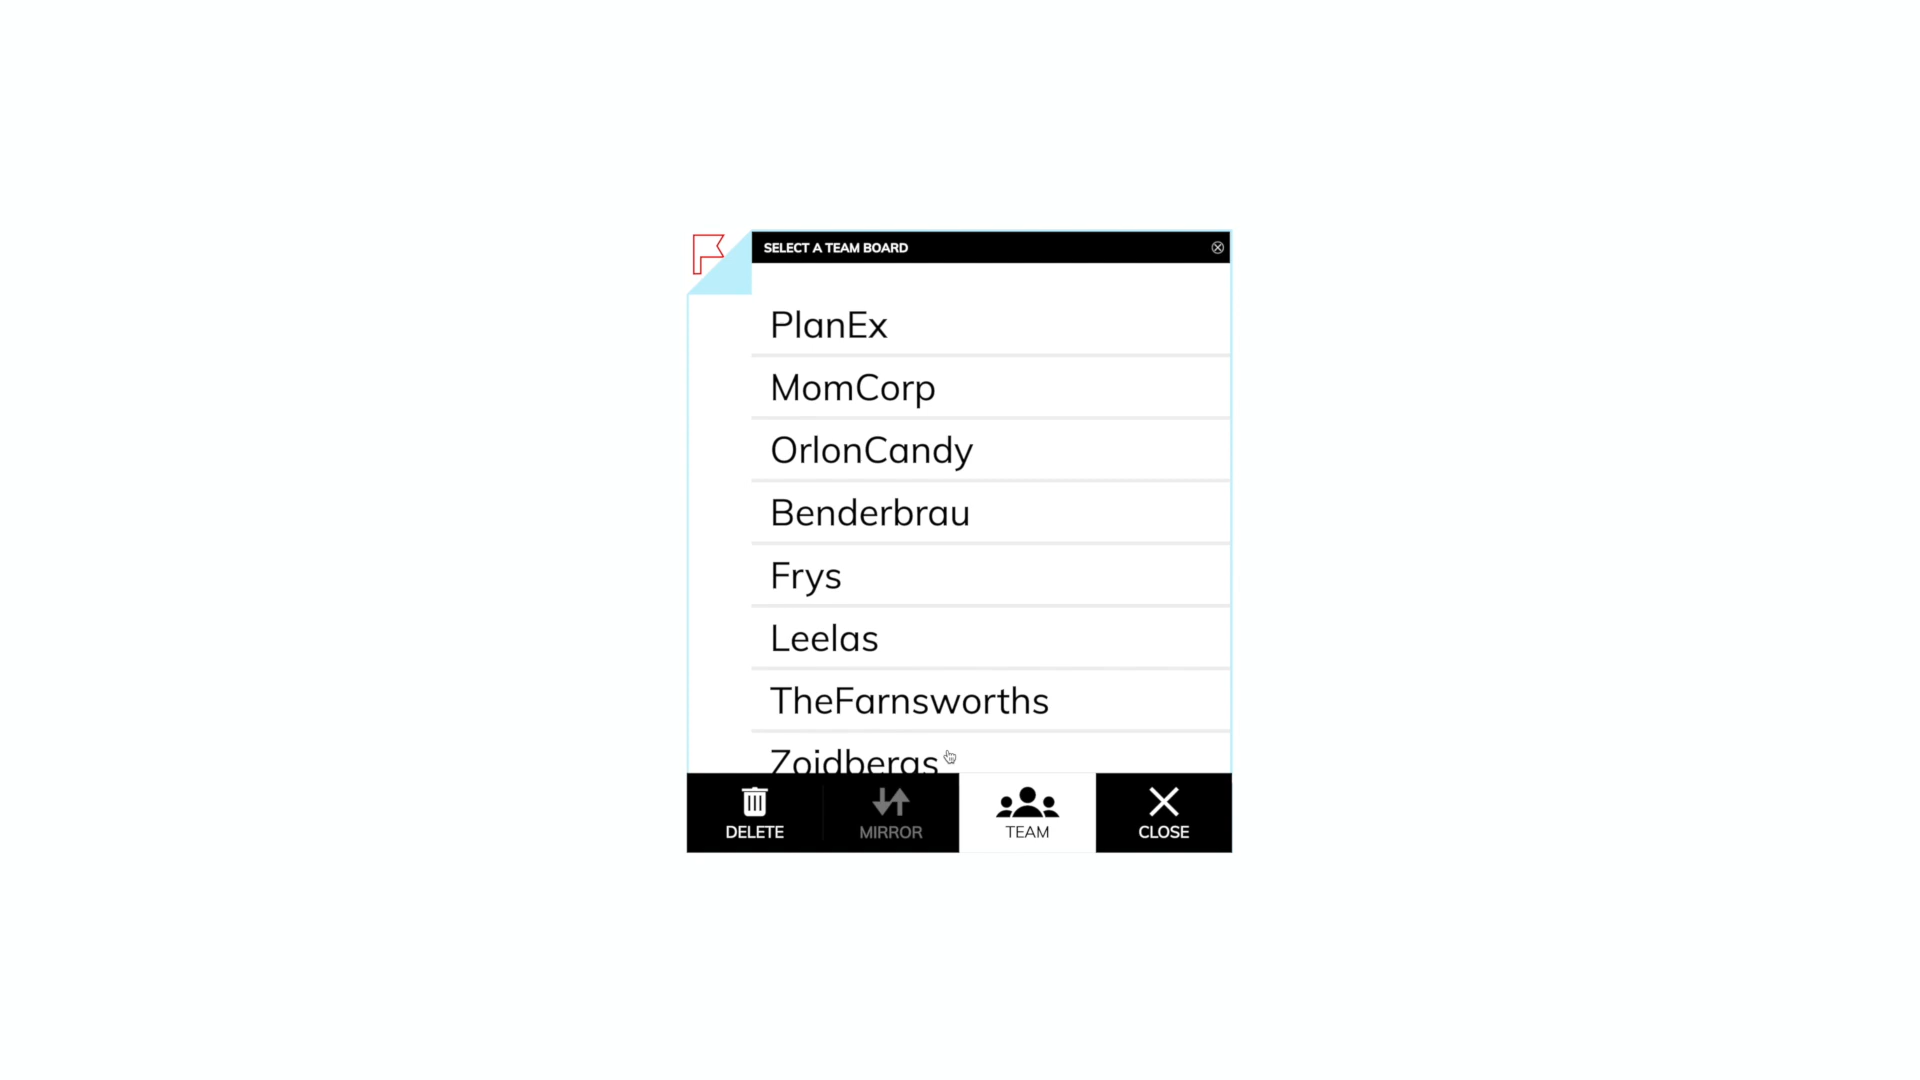 SELECT A TEAM BOARD
PlanEx
MomCorp
OrlonCandy
Benderbrau
Frys
Leelas
TheFarnsworths
Zoidbergs
DELETE
MIRROR
TEAM
CLOSE